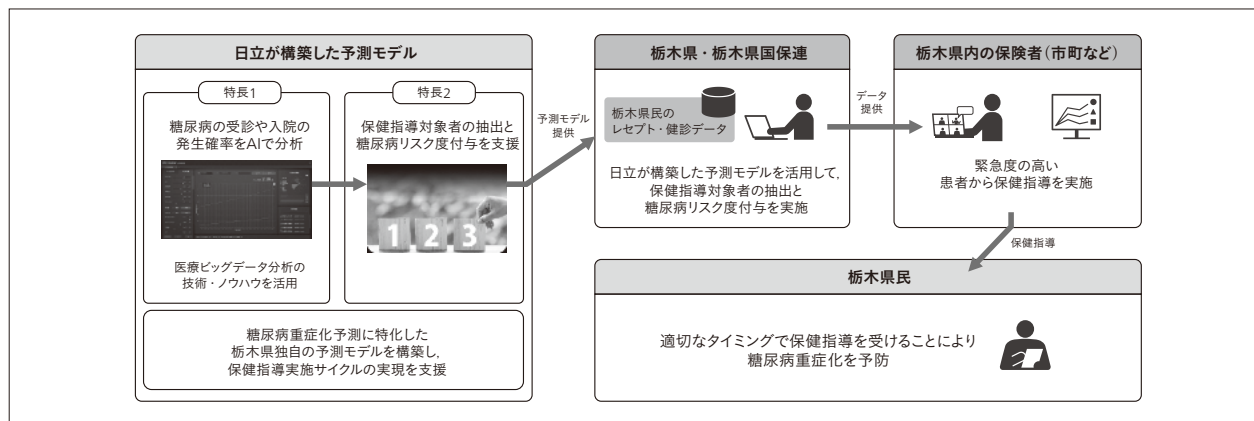 日立が構築した予測モデル
特長1
糖尿病の受診や入院の
発生確率をAIで分析
医療ビッグデータ分析の
技術・ノウハウを活用
特長2
保健指導対象者の抽出と
糖尿病リスク度付与を支援
1 2 3
糖尿病重症化予測に特化した
栃木県独自の予測モデルを構築し,
保健指導実施サイクルの実現を支援
予測モデル
提供
栃木県・栃木県国保連
栃木県民の
レセプト・健診データ
日立が構築した予測モデルを活用して,
保健指導対象者の抽出と
糖尿病リスク度付与を実施
データ
提供
栃木県内の保険者（市町など）
緊急度の高い
患者から保健指導を実施
保健指導
栃木県民
適切なタイミングで保健指導を受けることにより
糖尿病重症化を予防